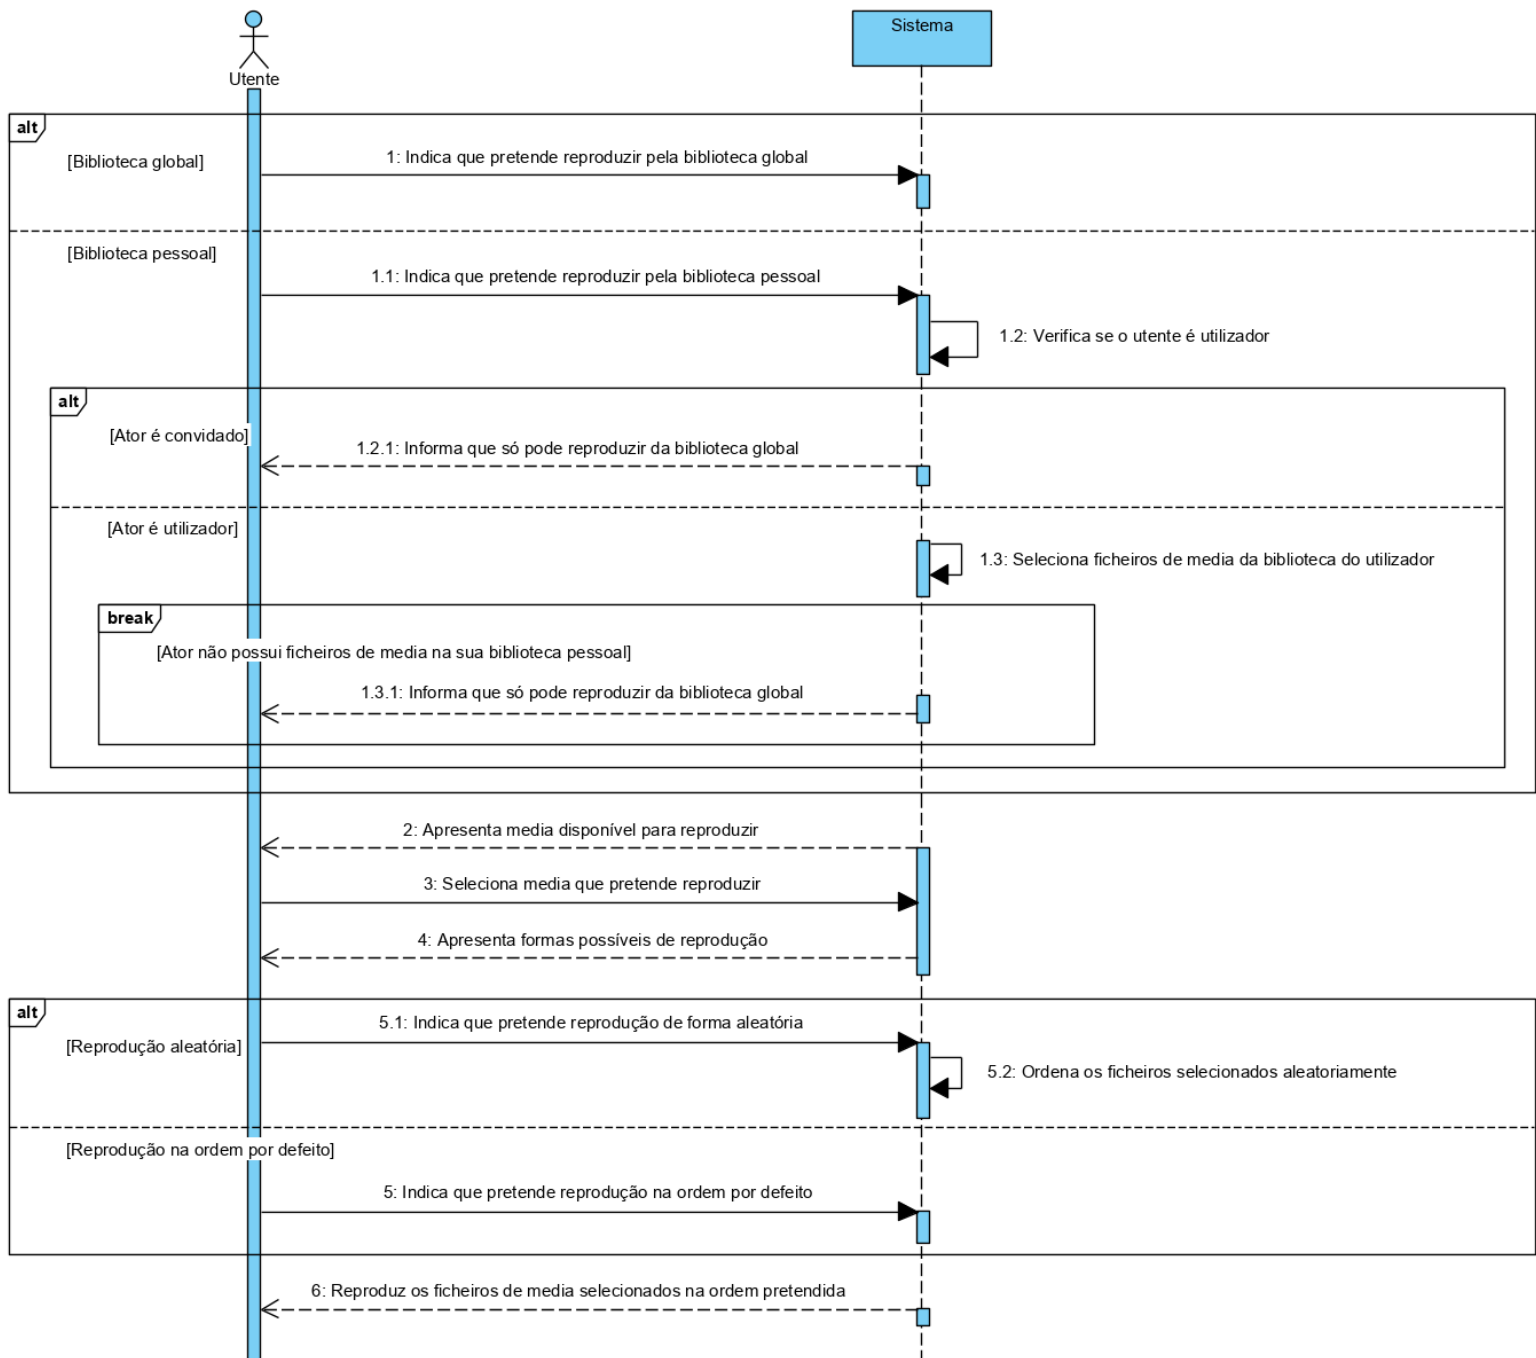 Utente
Sistema
alt
[Biblioteca global]
1: Indica que pretende reproduzir pela biblioteca global
[Biblioteca pessoal]
1.1: Indica que pretende reproduzir pela biblioteca pessoal
1.2: Verifica se o utente é utilizador
alt
[Ator é convidado]
1.2.1: Informa que só pode reproduzir da biblioteca global
[Ator é utilizador]
1.3: Seleciona ficheiros de media da biblioteca do utilizador
break
[Ator não possui ficheiros de media na sua biblioteca pessoal]
1.3.1: Informa que só pode reproduzir da biblioteca global
2: Apresenta media disponível para reproduzir
3: Seleciona media que pretende reproduzir
4: Apresenta formas possíveis de reprodução
alt
5.1: Indica que pretende reprodução de forma aleatória
[Reprodução aleatória]
5.2: Ordena os ficheiros selecionados aleatoriamente
[Reprodução na ordem por defeito]
5: Indica que pretende reprodução na ordem por defeito
6: Reproduz os ficheiros de media selecionados na ordem pretendida